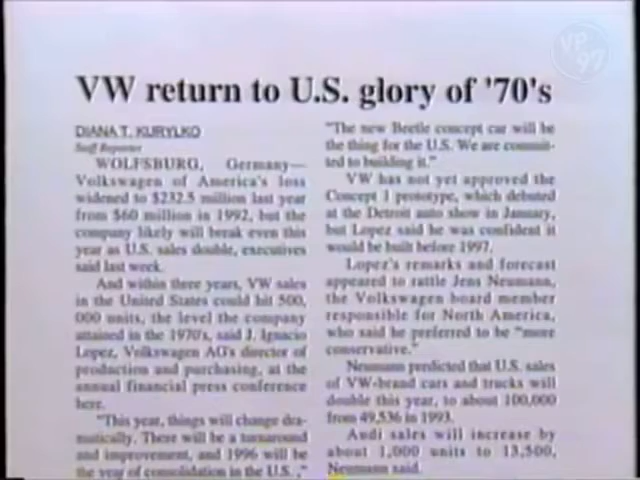 VP 97
VW return to U.S. glory of '70's
DIANA T. KURYLKO
Staff Reporter
WOLFSBURG, Germany—
Volkswagen of America's loss
widened to $232.5 million last year
from $60 million in 1992, but the
company likely will break even this
year as U.S. sales double, executives
said last week.
And within three years, VW sales
in the United States could hit 500,
000 units, the level the company
attained in the 1970's, said J. Ignacio
Lopez, Volkswagen AG's director of
production and purchasing, at the
annual financial press conference
here.
"This year, things will change dra-
matically. There will be a turnaround
and improvement, and 1996 will be
the year of consolidation in the U.S.,"
"The new Beetle concept car will be
the thing for the U.S. We are commit-
ted to building it."
VW has not yet approved the
Concept 1 prototype, which debuted
at the Detroit auto show in January,
but Lopez said he was confident it
would be built before 1997.
Lopez's remarks and forecast
appeared to rattle Jens Neumann,
the Volkswagen board member
responsible for North America,
who said he preferred to be "more
conservative."
Neumann predicted that U.S. sales
of VW-brand cars and trucks will
double this year, to about 100,000
from 49,536 in 1993.
Audi sales will increase by
about 1,000 units to 13,500,
Neumann said.